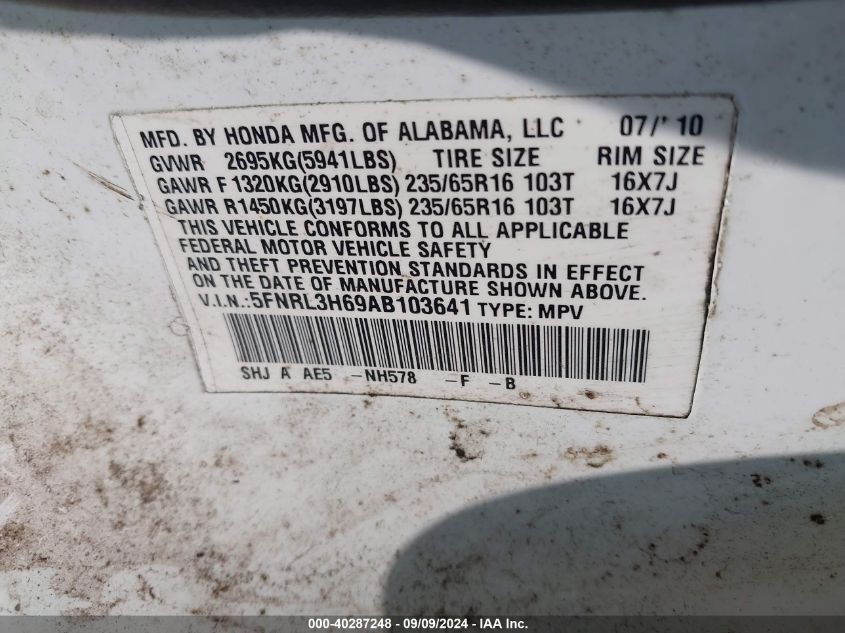 MFD. BY HONDA MFG. OF ALABAMA, LLC 07/'10
GVWR 2695KG(5941LBS) TIRE SIZE RIM SIZE
GAWR F 1320KG(2910LBS) 235/65R16 103T 16X7J
GAWR R1450KG(3197LBS) 235/65R16 103T 16X7J
THIS VEHICLE CONFORMS TO ALL APPLICABLE
FEDERAL MOTOR VEHICLE SAFETY
AND THEFT PREVENTION STANDARDS IN EFFECT
ON THE DATE OF MANUFACTURE SHOWN ABOVE.
V.I.N.:5FNRL3H69AB103641 TYPE: MPV
SHJ A AE5 -NH578 -F -B
000-40287248 - 09/09/2024 - IAA Inc.